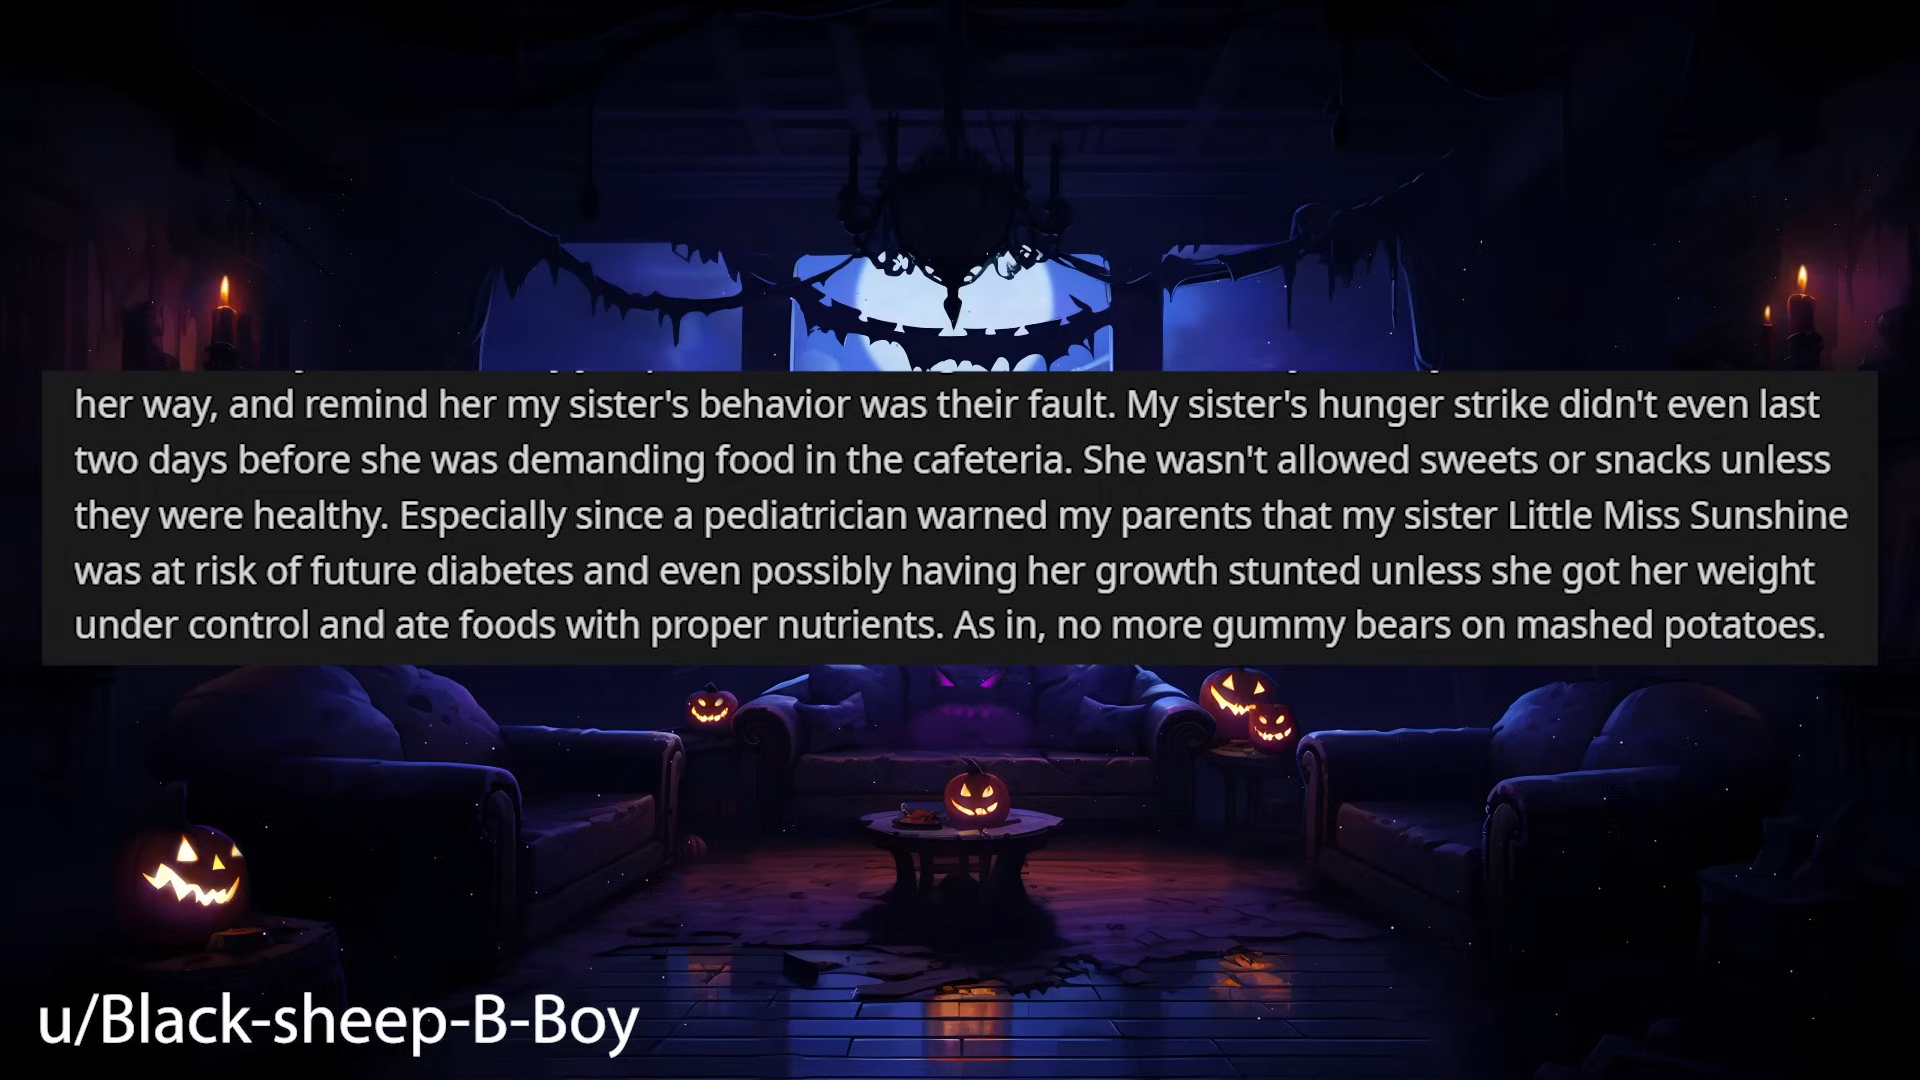 her way, and remind her my sister's behavior was their fault. My sister's hunger strike didn't even last
two days before she was demanding food in the cafeteria. She wasn't allowed sweets or snacks unless
they were healthy. Especially since a pediatrician warned my parents that my sister Little Miss Sunshine
was at risk of future diabetes and even possibly having her growth stunted unless she got her weight
under control and ate foods with proper nutrients. As in, no more gummy bears on mashed potatoes.
u/Black-sheep-B-Boy